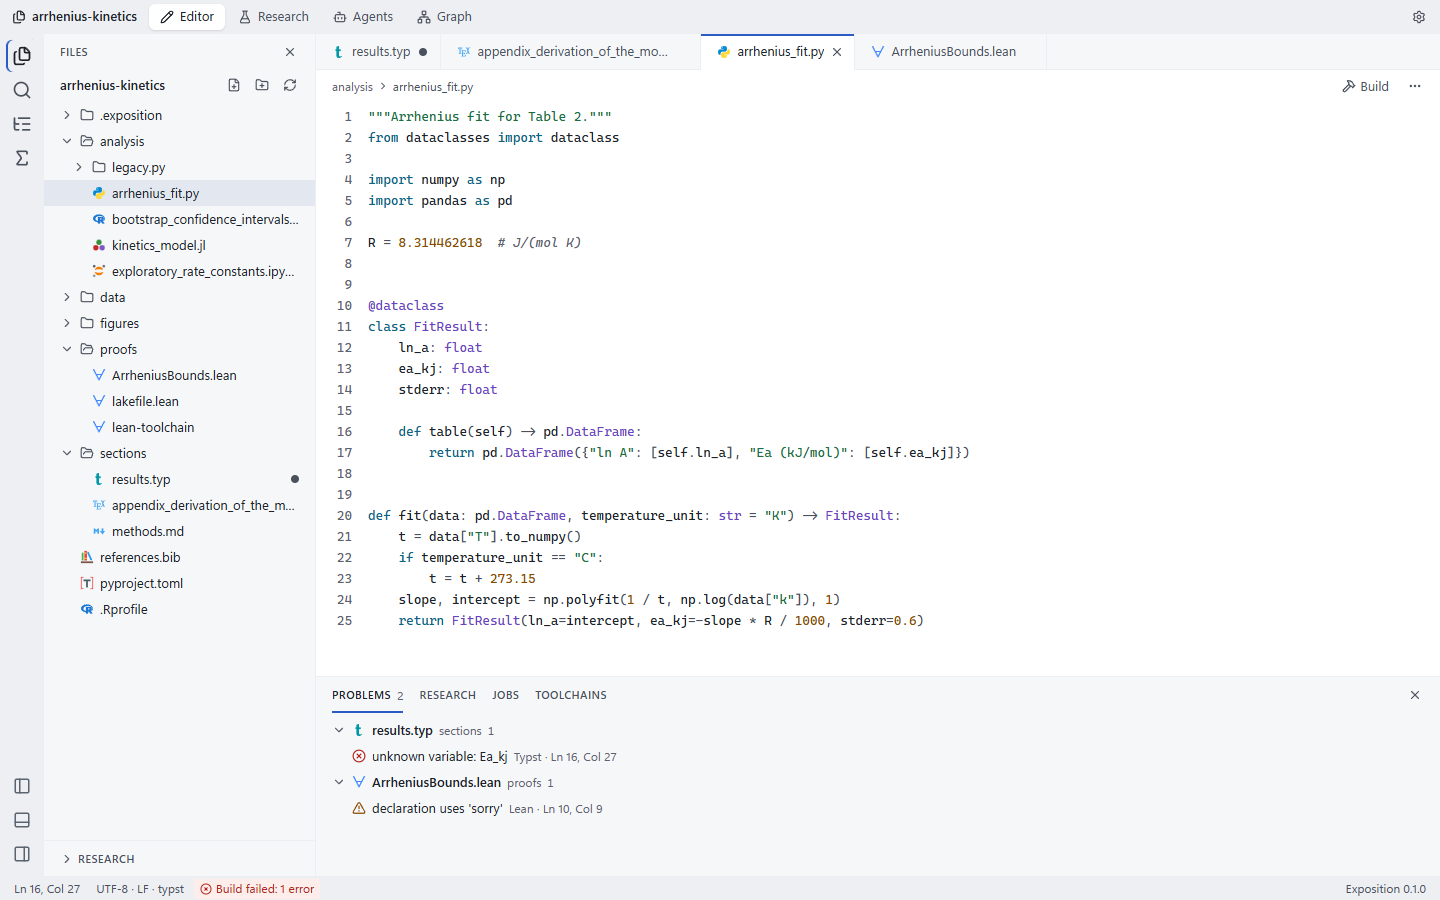 arrhenius-kinetics
Editor
Research
Agents
Graph
FILES
arrhenius-kinetics
.exposition
analysis
legacy.py
arrhenius_fit.py
bootstrap_confidence_intervals...
kinetics_model.jl
exploratory_rate_constants.ipy...
data
figures
proofs
ArrheniusBounds.lean
lakefile.lean
lean-toolchain
sections
results.typ
appendix_derivation_of_the_m...
methods.md
references.bib
pyproject.toml
.Rprofile
RESEARCH
results.typ
appendix_derivation_of_the_mo...
arrhenius_fit.py
ArrheniusBounds.lean
analysis > arrhenius_fit.py
Build
1 """Arrhenius fit for Table 2."""
2 from dataclasses import dataclass
3
4 import numpy as np
5 import pandas as pd
6
7 R = 8.314462618  # J/(mol K)
8
9
10 @dataclass
11 class FitResult:
12     ln_a: float
13     ea_kj: float
14     stderr: float
15
16     def table(self) -> pd.DataFrame:
17         return pd.DataFrame({"ln A": [self.ln_a], "Ea (kJ/mol)": [self.ea_kj]})
18
19
20 def fit(data: pd.DataFrame, temperature_unit: str = "K") -> FitResult:
21     t = data["T"].to_numpy()
22     if temperature_unit == "C":
23         t = t + 273.15
24     slope, intercept = np.polyfit(1 / t, np.log(data["k"]), 1)
25     return FitResult(ln_a=intercept, ea_kj=-slope * R / 1000, stderr=0.6)
PROBLEMS 2
RESEARCH
JOBS
TOOLCHAINS
results.typ sections 1
unknown variable: Ea_kj Typst · Ln 16, Col 27
ArrheniusBounds.lean proofs 1
declaration uses 'sorry' Lean · Ln 10, Col 9
Ln 16, Col 27
UTF-8 · LF · typst
Build failed: 1 error
Exposition 0.1.0